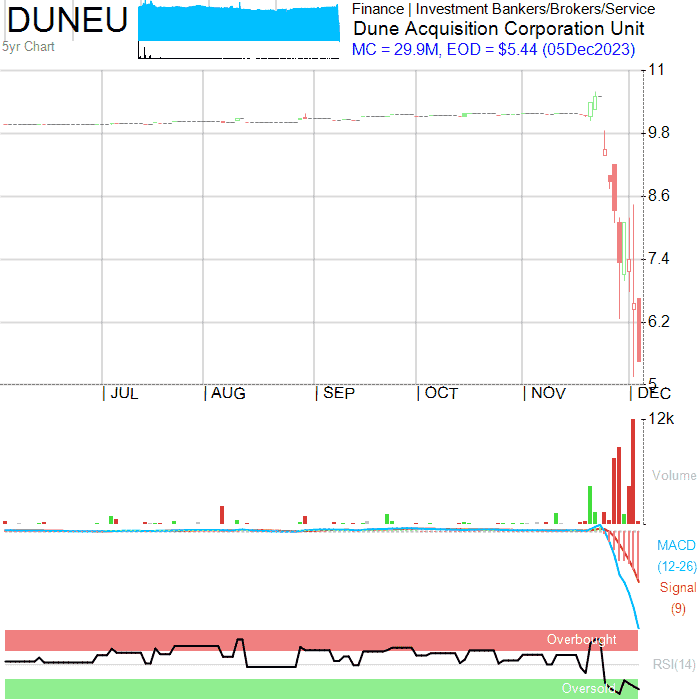 DUNEU
5yr Chart
Finance | Investment Bankers/Brokers/Service
Dune Acquisition Corporation Unit
MC = 29.9M, EOD = $5.44 (05Dec2023)
11
9.8
8.6
7.4
6.2
5
JUL AUG SEP OCT NOV DEC
12k
Volume
MACD
(12-26)
Signal
(9)
Overbought
RSI(14)
Oversold